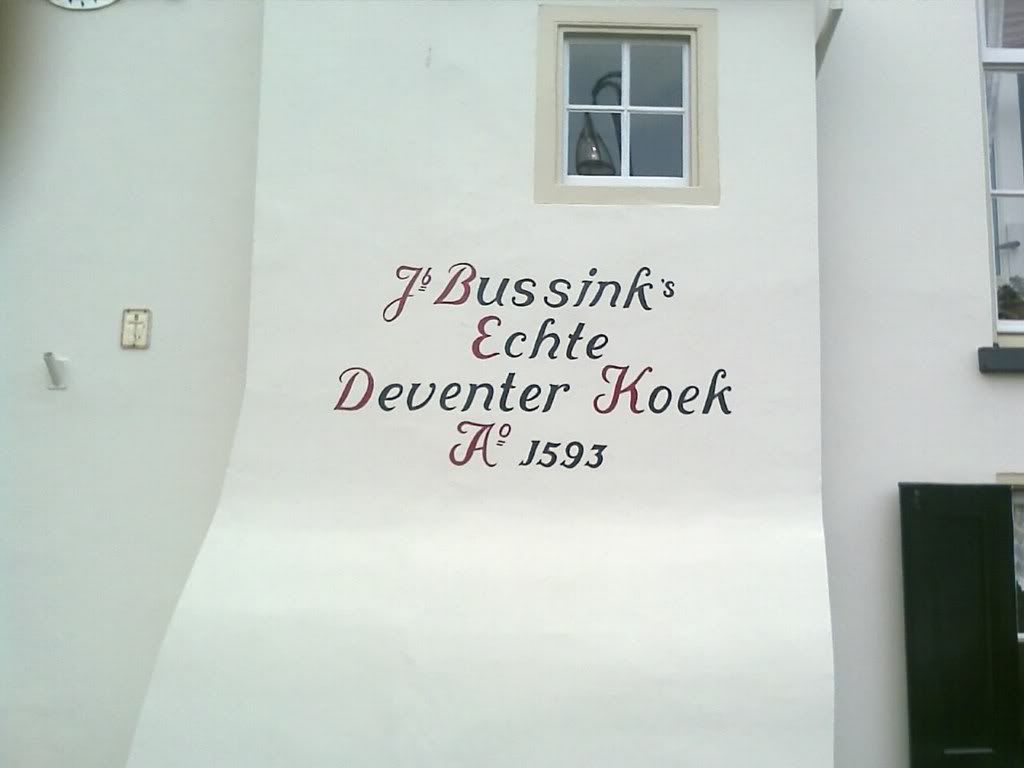 Jb Bussink's
Echte
Deventer Koek
Ao 1593